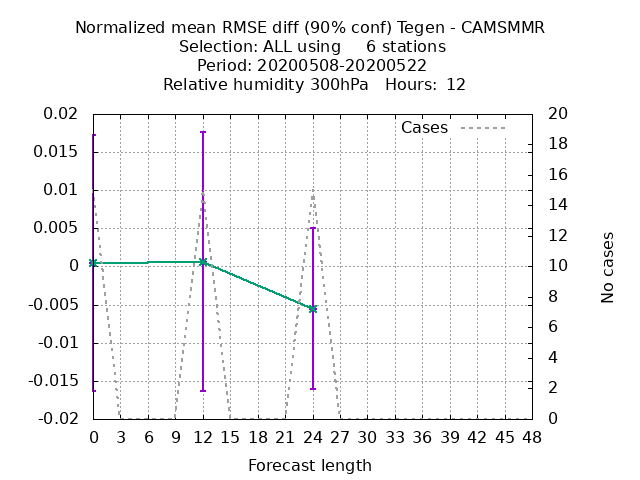 Normalized mean RMSE diff (90% conf) Tegen - CAMSMMR
Selection: ALL using     6 stations
Period: 20200508-20200522
Relative humidity 300hPa   Hours:  12
Cases
0.02
0.015
0.01
0.005
0
-0.005
-0.01
-0.015
-0.02
20
18
16
14
12
10
8
6
4
2
0
No cases
0 3 6 9 12 15 18 21 24 27 30 33 36 39 42 45 48
Forecast length